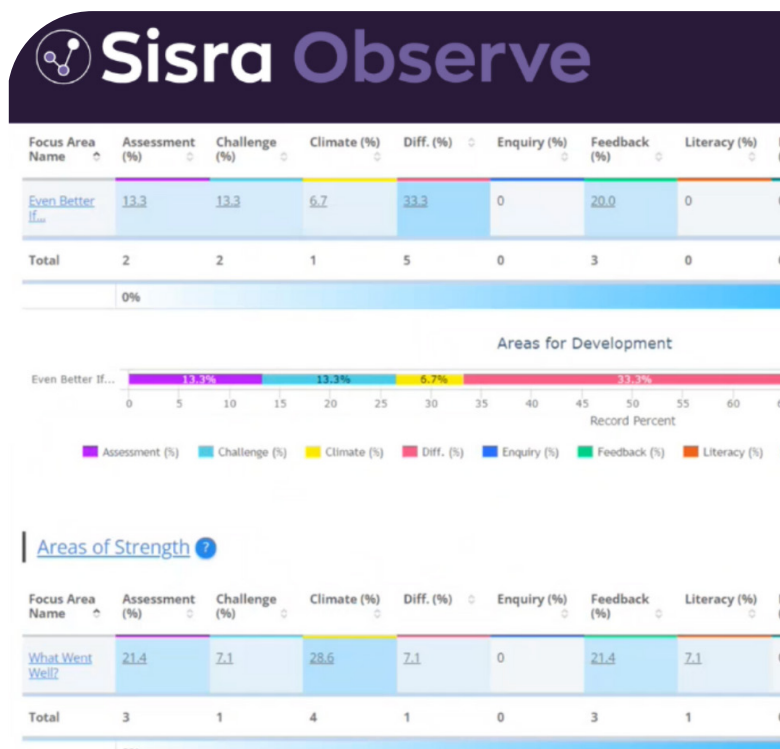 Sisra Observe
Focus Area Assessment Challenge Climate (%) Diff. (%) Enquiry (%) Feedback Literacy (%)
Name (%) (%) (%)
Even Better 13.3 13.3 6.7 33.3 0 20.0 0
If...
Total 2 2 1 5 0 3 0
0%
Areas for Development
Even Better If... 13.3% 13.3% 6.7% 33.3%
0 5 10 15 20 25 30 35 40 45 50 55 60
Record Percent
Assessment (%) Challenge (%) Climate (%) Diff. (%) Enquiry (%) Feedback (%) Literacy (%)
Areas of Strength ?
Focus Area Assessment Challenge Climate (%) Diff. (%) Enquiry (%) Feedback Literacy (%)
Name (%) (%) (%)
What Went 21.4 7.1 28.6 7.1 0 21.4 7.1
Well?
Total 3 1 4 1 0 3 1